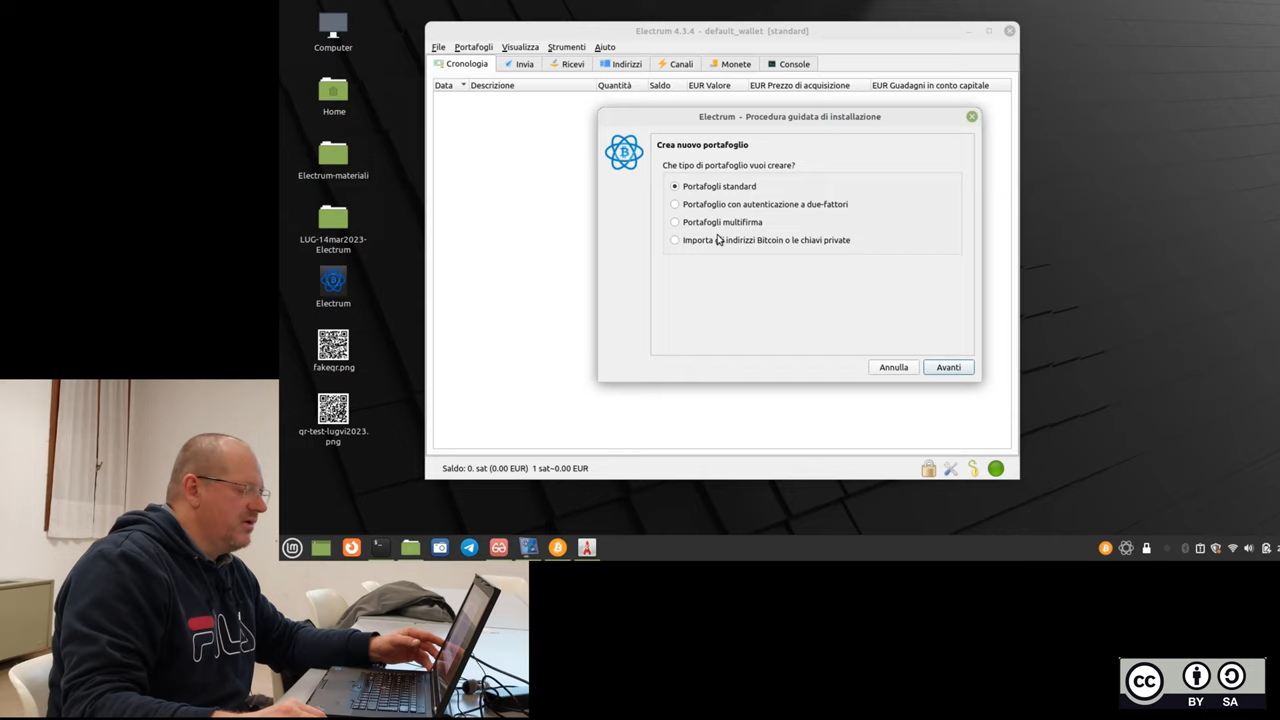 Computer
Home
Electrum-materiali
LUG-14mar2023-
Electrum
Electrum
fakeqr.png
qr-test-lugvi2023.
png
Electrum 4.3.4 - default_wallet [standard]
File Portafogli Visualizza Strumenti Aiuto
Cronologia Invia Ricevi Indirizzi Canali Monete Console
Data Descrizione Quantità Saldo EUR Valore EUR Prezzo di acquisizione EUR Guadagni in conto capitale
Electrum - Procedura guidata di installazione
Crea nuovo portafoglio
Che tipo di portafoglio vuoi creare?
Portafogli standard
Portafoglio con autenticazione a due-fattori
Portafogli multifirma
Importa indirizzi Bitcoin o le chiavi private
Annulla Avanti
Saldo: 0. sat (0.00 EUR) 1 sat~0.00 EUR
FILA
CC
BY SA